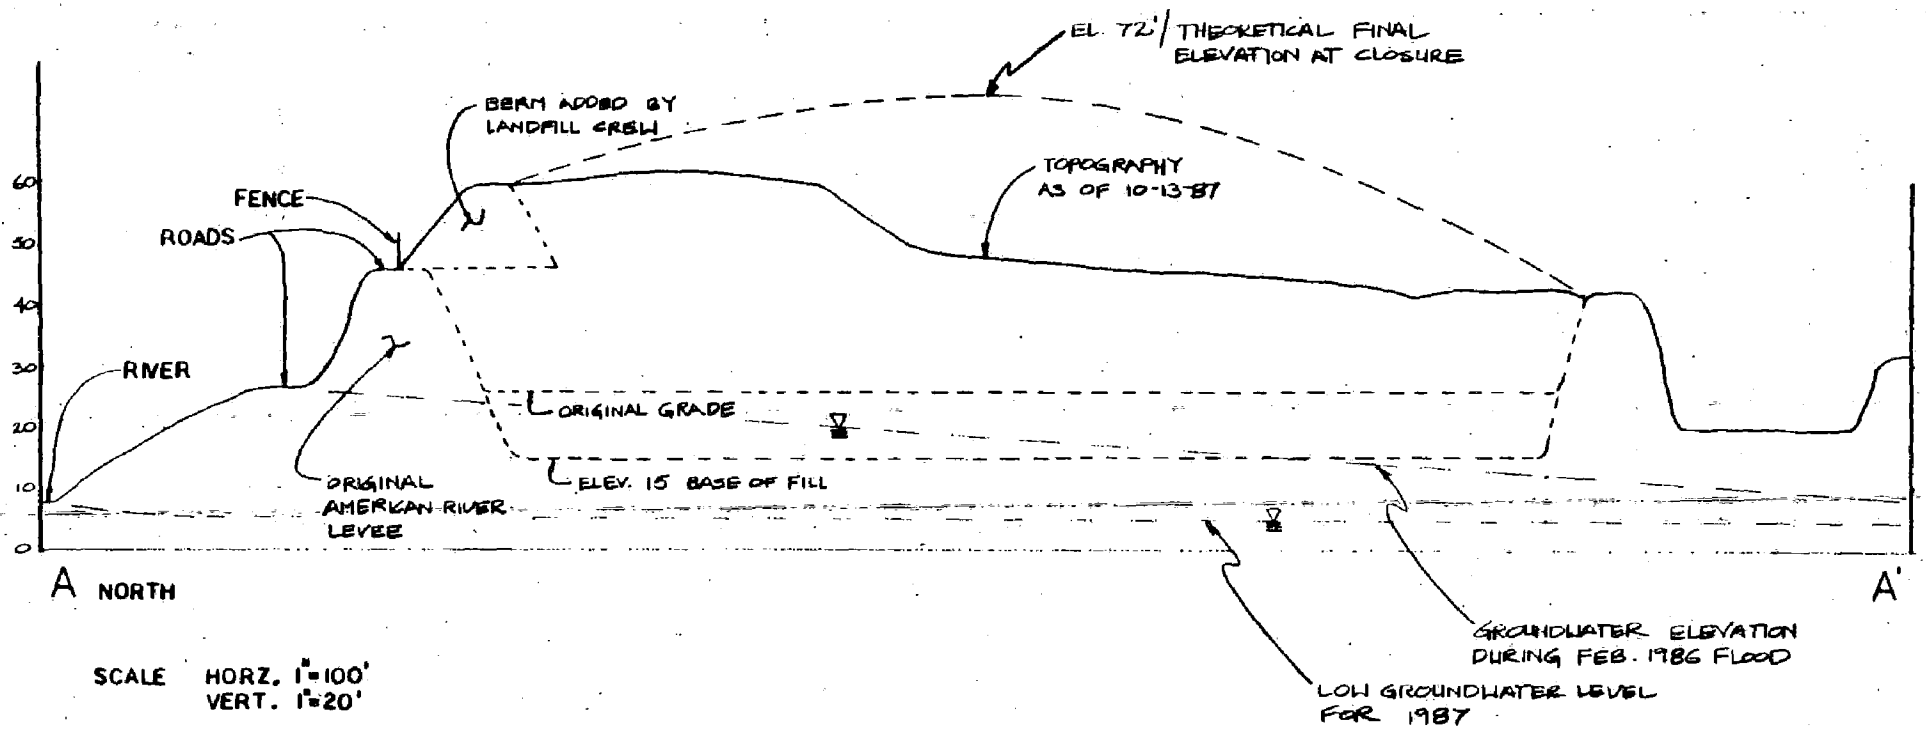 EL. 72' / THEORETICAL FINAL
ELEVATION AT CLOSURE
BERM ADDED BY
LANDFILL CREW
TOPOGRAPHY
AS OF 10-13-87
FENCE
ROADS
RIVER
60
50
40
30
20
10
0
ORIGINAL GRADE
ELEV. 15 BASE OF FILL
ORIGINAL
AMERICAN RIVER
LEVEE
A NORTH
A'
GROUNDWATER ELEVATION
DURING FEB. 1986 FLOOD
LOW GROUNDWATER LEVEL
FOR 1987
SCALE HORZ. 1"=100'
VERT. 1"=20'